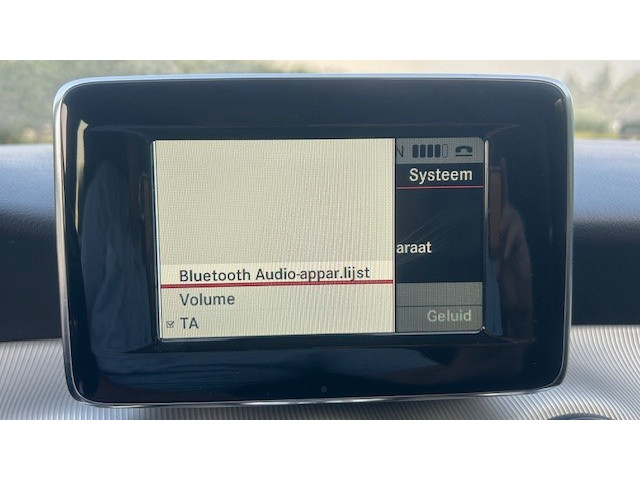 N
Systeem
araat
Bluetooth Audio-appar.lijst
Volume
TA
Geluid